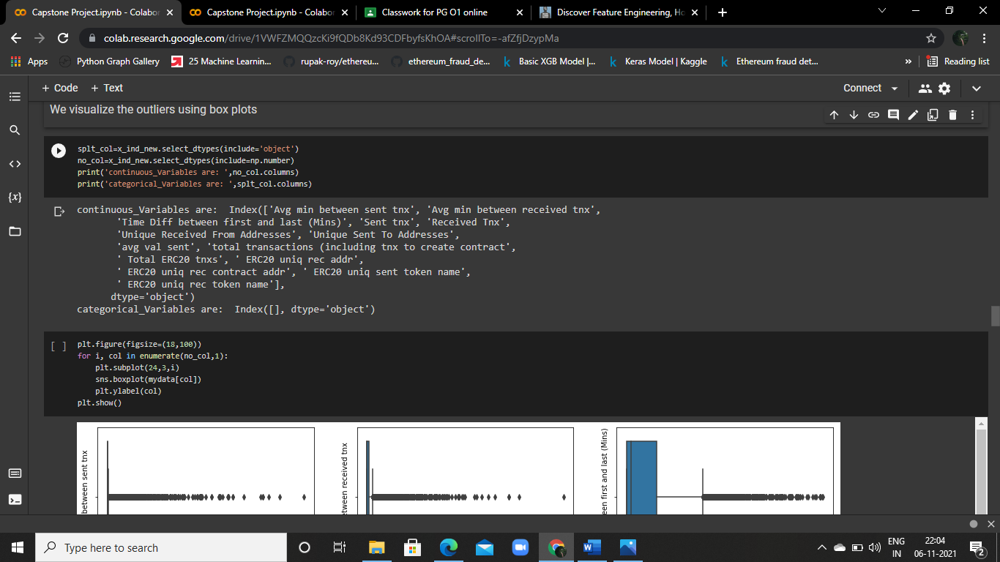 Capstone Project.ipynb - Colabor
Capstone Project.ipynb - Colabor
Classwork for PG O1 online
Discover Feature Engineering, Ho
colab.research.google.com/drive/1VWFZMQQzcKi9fQDb8Kd93CDFbyfsKhOA#scrollTo=-afZfjDzypMa
Apps
Python Graph Gallery
25 Machine Learnin...
rupak-roy/ethereu...
ethereum_fraud_de...
Basic XGB Model |...
Keras Model | Kaggle
Ethereum fraud det...
»
Reading list
+ Code + Text
Connect
We visualize the outliers using box plots
splt_col=x_ind_new.select_dtypes(include='object')
no_col=x_ind_new.select_dtypes(include=np.number)
print('continuous_Variables are: ',no_col.columns)
print('categorical_Variables are: ',splt_col.columns)
continuous_Variables are:  Index(['Avg min between sent tnx', 'Avg min between received tnx',
'Time Diff between first and last (Mins)', 'Sent tnx', 'Received Tnx',
'Unique Received From Addresses', 'Unique Sent To Addresses',
'avg val sent', 'total transactions (including tnx to create contract',
' Total ERC20 tnxs', ' ERC20 uniq rec addr',
' ERC20 uniq rec contract addr', ' ERC20 uniq sent token name',
' ERC20 uniq rec token name'],
dtype='object')
categorical_Variables are:  Index([], dtype='object')
[ ]
plt.figure(figsize=(18,100))
for i, col in enumerate(no_col,1):
plt.subplot(24,3,i)
sns.boxplot(mydata[col])
plt.ylabel(col)
plt.show()
between sent tnx
etween received tnx
een first and last (Mins)
Type here to search
ENG
IN
22:04
06-11-2021
2